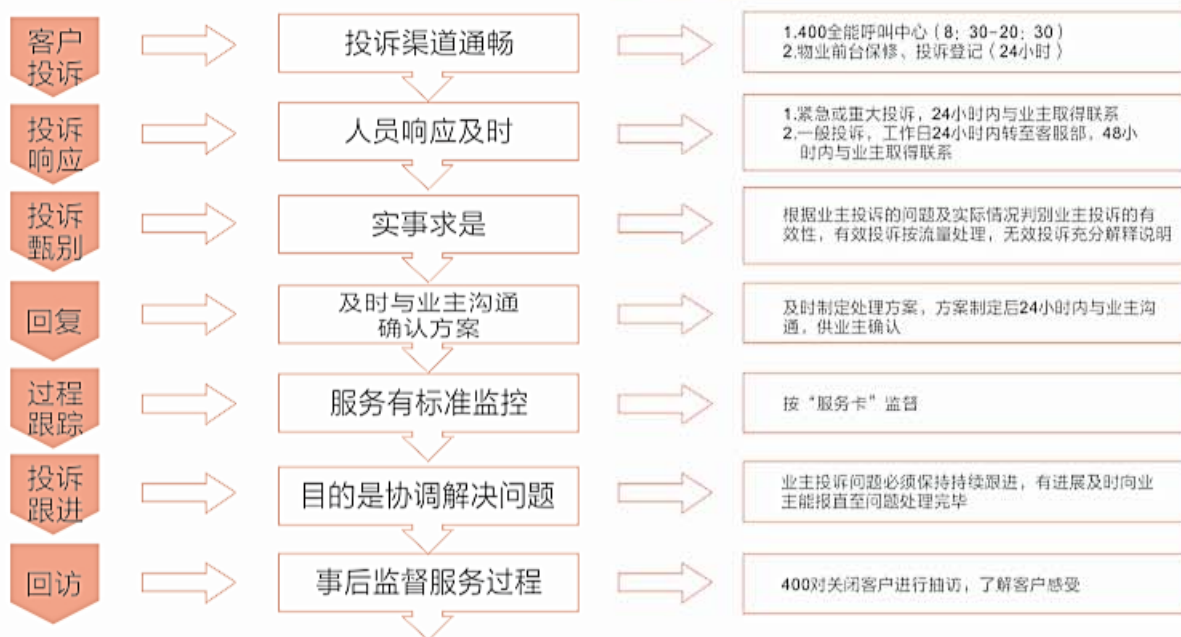 客户
投诉
投诉渠道通畅
1.400全能呼叫中心（8：30-20：30）
2.物业前台保修、投诉登记（24小时）
投诉
响应
人员响应及时
1.紧急或重大投诉，24小时内与业主取得联系
2.一般投诉，工作日24小时内转至客服部，48小
时内与业主取得联系
投诉
甄别
实事求是
根据业主投诉的问题及实际情况判别业主投诉的有
效性，有效投诉按流量处理，无效投诉充分解释说明
回复
及时与业主沟通
确认方案
及时制定处理方案，方案制定后24小时内与业主沟
通，供业主确认
过程
跟踪
服务有标准监控
按“服务卡”监督
投诉
跟进
目的是协调解决问题
业主投诉问题必须保持持续跟进，有进展及时向业
主能报直至问题处理完毕
回访
事后监督服务过程
400对关闭客户进行抽访，了解客户感受